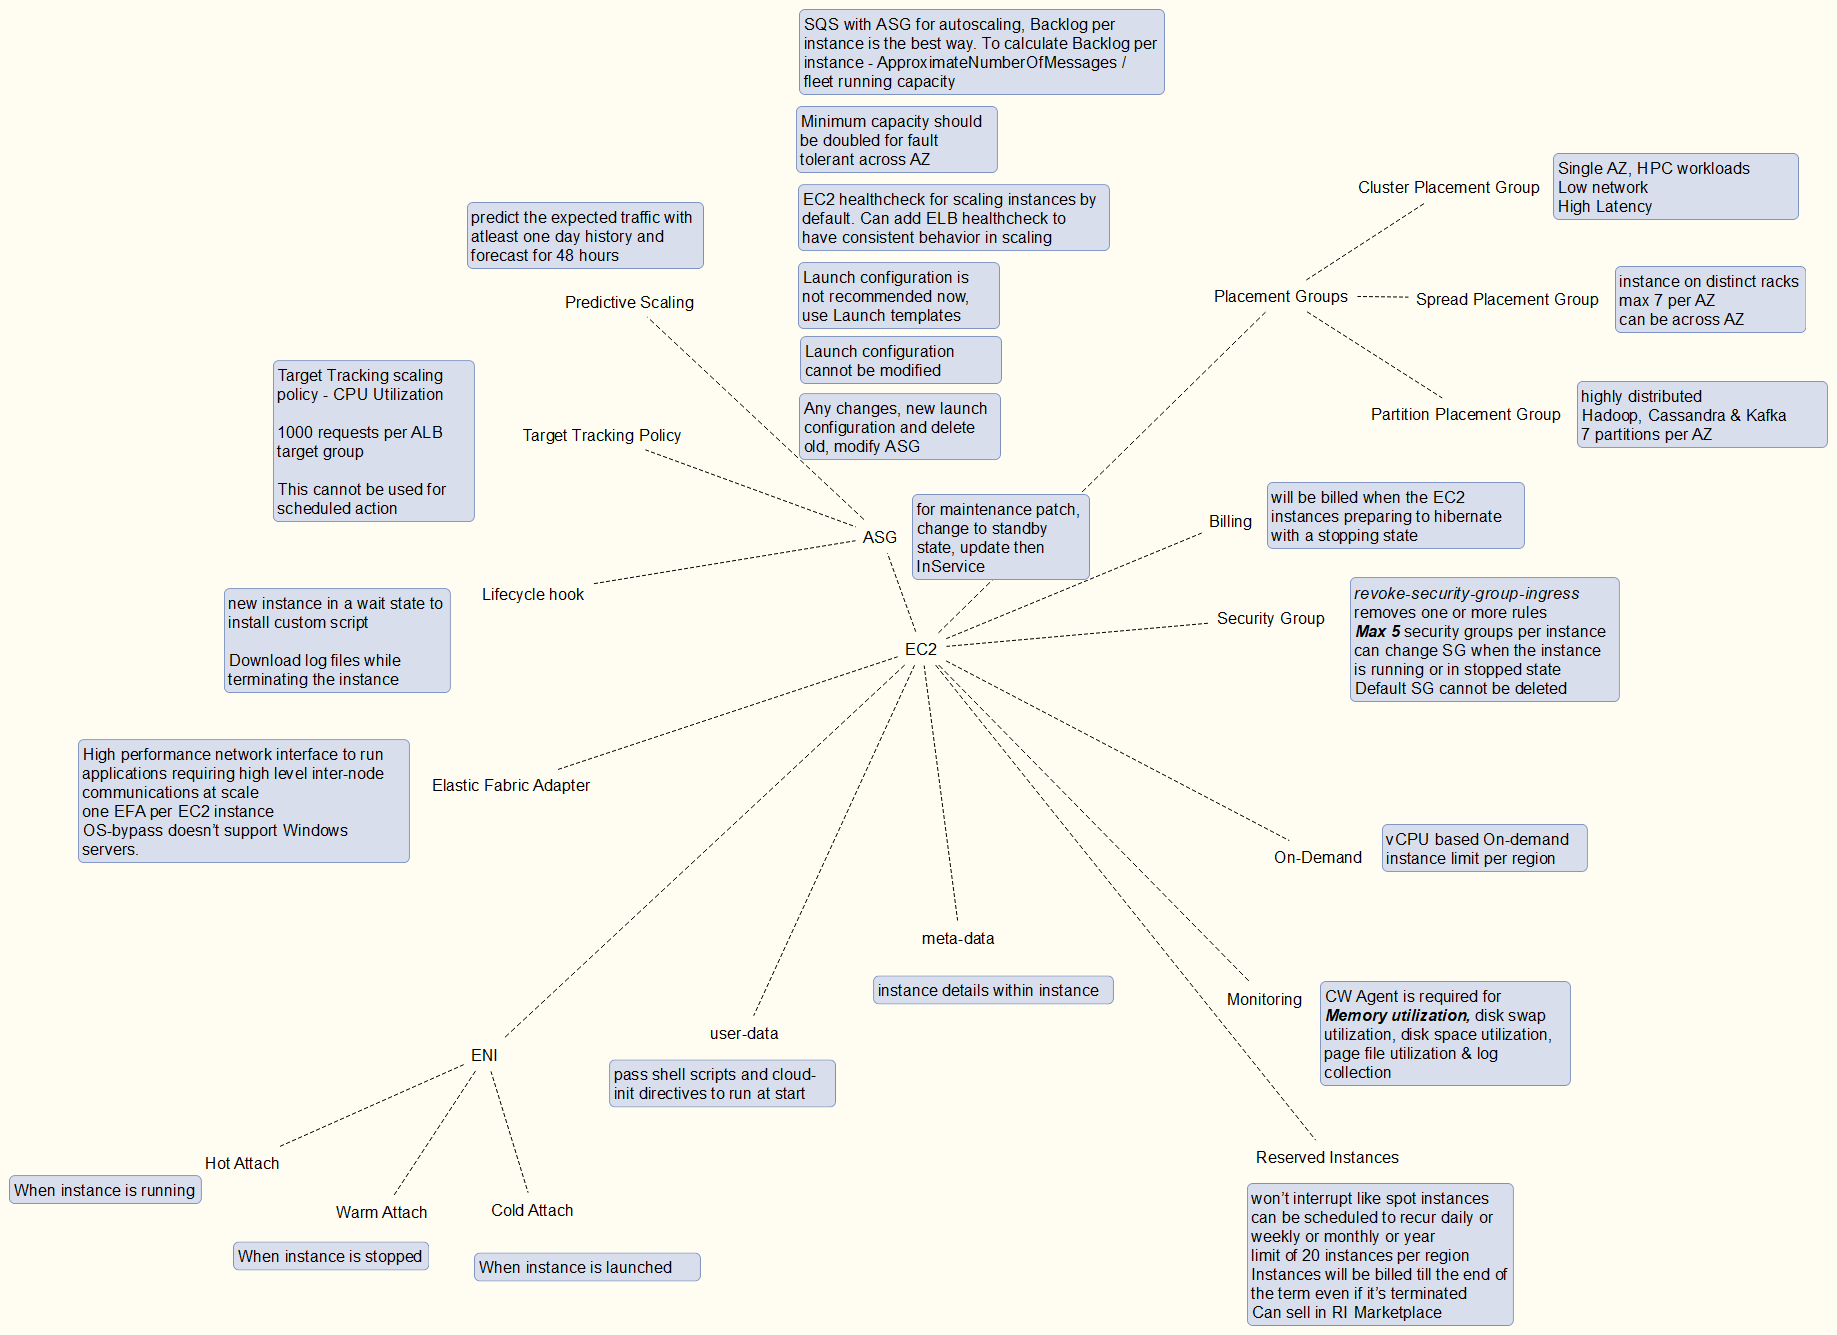 SQS with ASG for autoscaling, Backlog per
instance is the best way. To calculate Backlog per
instance - ApproximateNumberOfMessages /
fleet running capacity
Minimum capacity should
be doubled for fault
tolerant across AZ
EC2 healthcheck for scaling instances by
default. Can add ELB healthcheck to
have consistent behavior in scaling
Launch configuration is
not recommended now,
use Launch templates
Launch configuration
cannot be modified
Any changes, new launch
configuration and delete
old, modify ASG
predict the expected traffic with
atleast one day history and
forecast for 48 hours
Predictive Scaling
Target Tracking scaling
policy - CPU Utilization
1000 requests per ALB
target group
This cannot be used for
scheduled action
Target Tracking Policy
ASG
for maintenance patch,
change to standby
state, update then
InService
Lifecycle hook
new instance in a wait state to
install custom script
Download log files while
terminating the instance
Cluster Placement Group
Single AZ, HPC workloads
Low network
High Latency
Placement Groups
Spread Placement Group
instance on distinct racks
max 7 per AZ
can be across AZ
Partition Placement Group
highly distributed
Hadoop, Cassandra & Kafka
7 partitions per AZ
Billing
will be billed when the EC2
instances preparing to hibernate
with a stopping state
Security Group
revoke-security-group-ingress
removes one or more rules
Max 5 security groups per instance
can change SG when the instance
is running or in stopped state
Default SG cannot be deleted
EC2
High performance network interface to run
applications requiring high level inter-node
communications at scale
one EFA per EC2 instance
OS-bypass doesn't support Windows
servers.
Elastic Fabric Adapter
On-Demand
vCPU based On-demand
instance limit per region
meta-data
instance details within instance
Monitoring
CW Agent is required for
Memory utilization, disk swap
utilization, disk space utilization,
page file utilization & log
collection
user-data
pass shell scripts and cloud-
init directives to run at start
ENI
Hot Attach
When instance is running
Warm Attach
When instance is stopped
Cold Attach
When instance is launched
Reserved Instances
won't interrupt like spot instances
can be scheduled to recur daily or
weekly or monthly or year
limit of 20 instances per region
Instances will be billed till the end of
the term even if it's terminated
Can sell in RI Marketplace